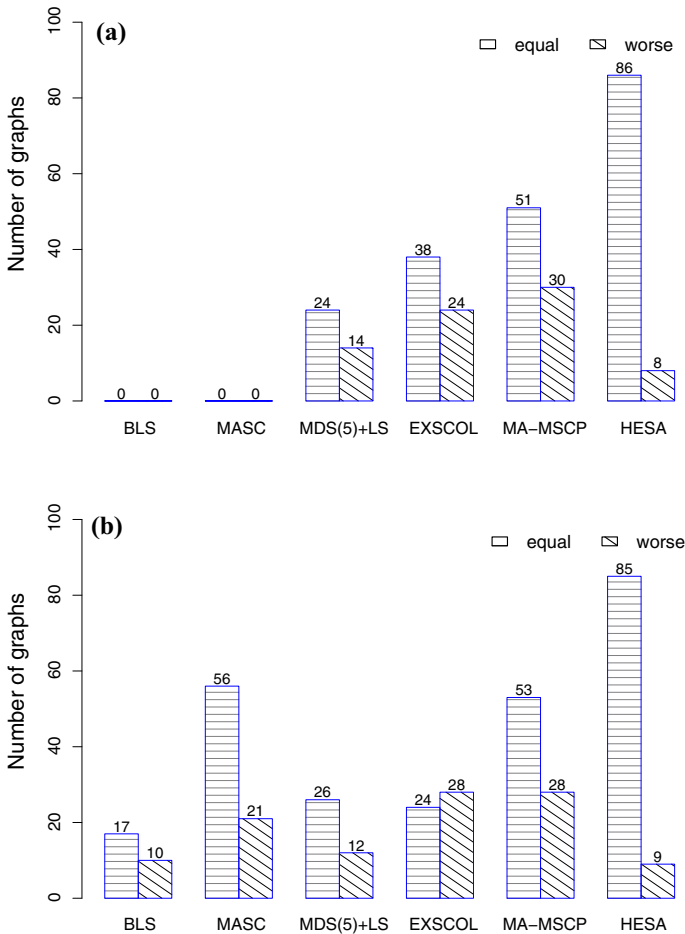 (a)
equal worse
Number of graphs
100
80
60
40
20
0
0 0 0 0 24 14 38 24 51 30 86 8
BLS MASC MDS(5)+LS EXSCOL MA−MSCP HESA
(b)
equal worse
Number of graphs
100
80
60
40
20
0
17 10 56 21 26 12 24 28 53 28 85 9
BLS MASC MDS(5)+LS EXSCOL MA−MSCP HESA